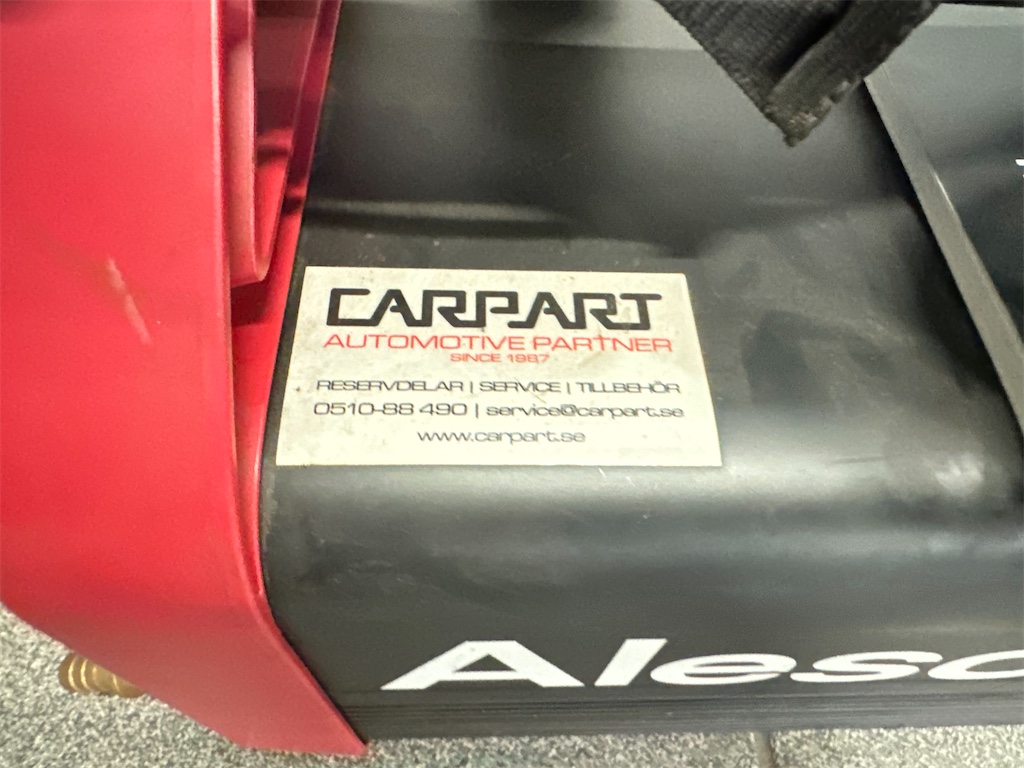 CARPART
AUTOMOTIVE PARTNER
SINCE 1987
RESERVDELAR | SERVICE | TILLBEHÖR
0510-88 490 | service@carpart.se
www.carpart.se